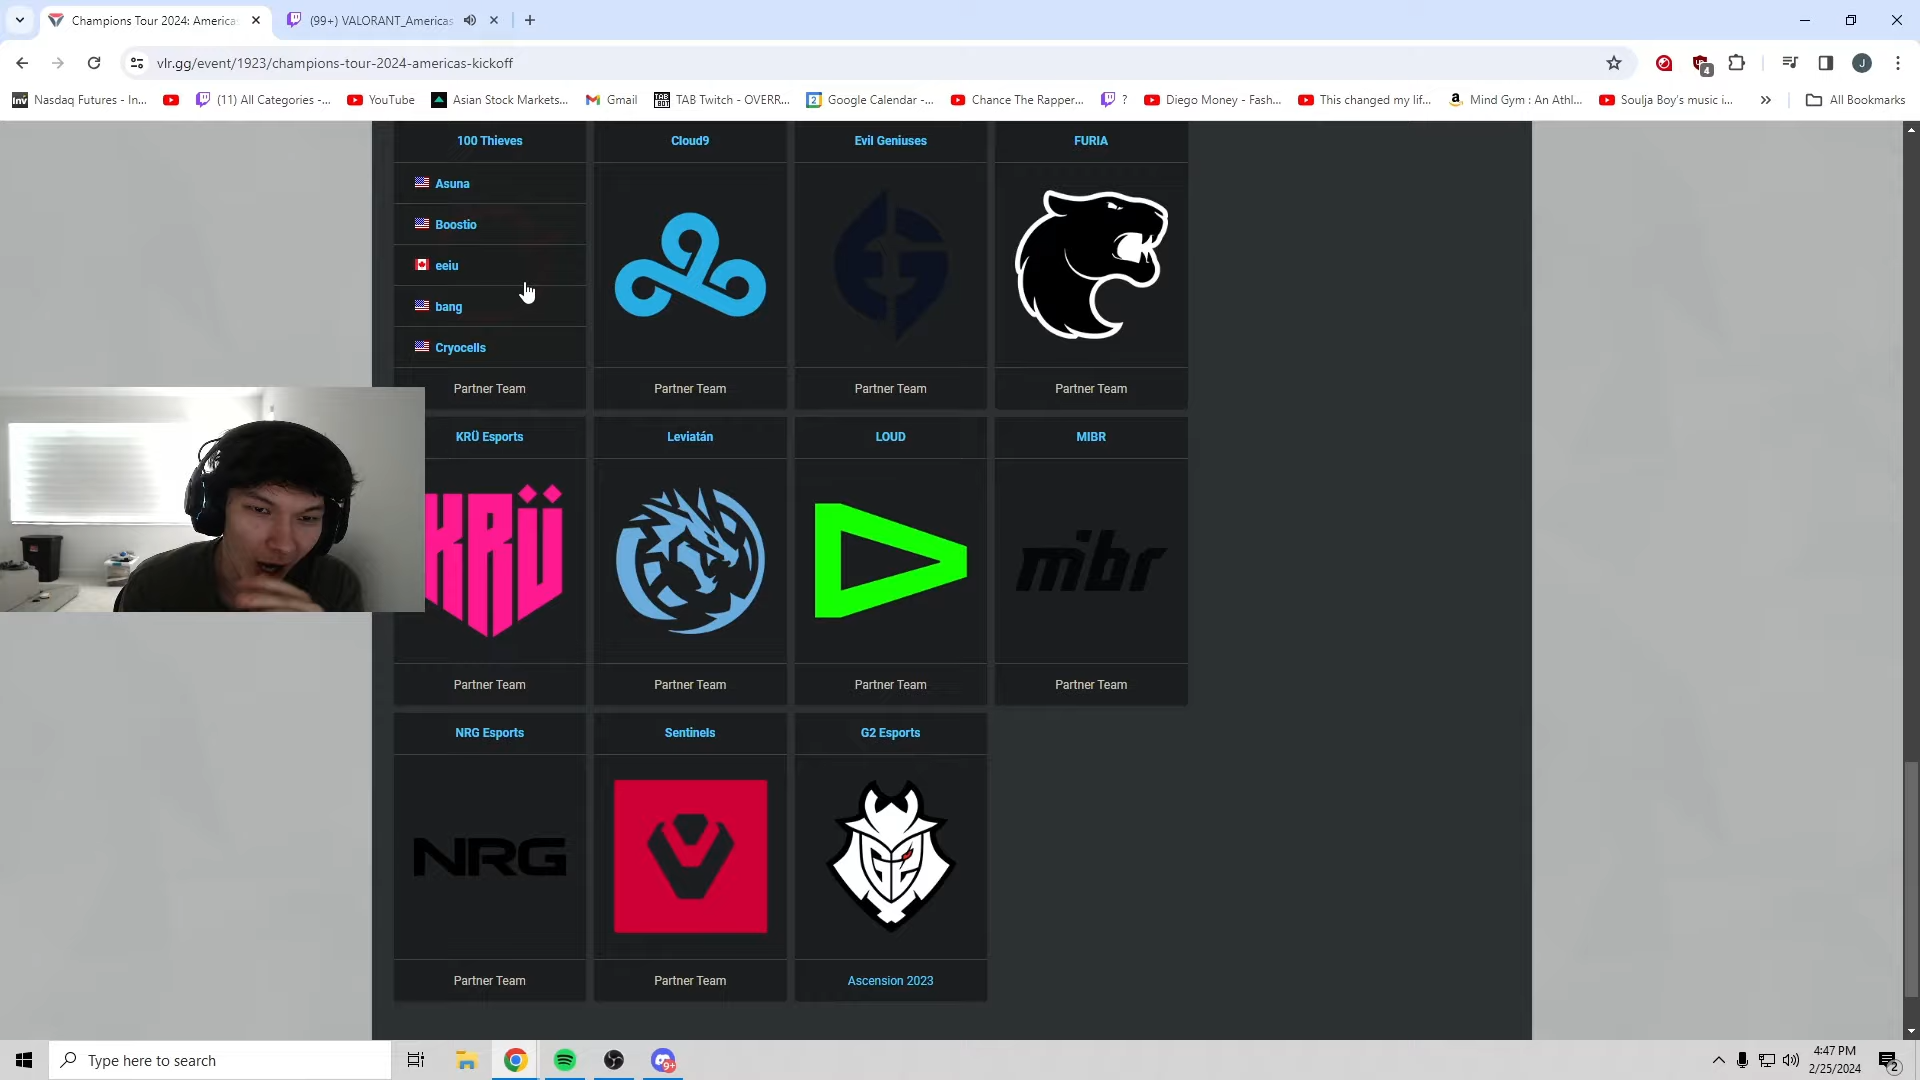 Champions Tour 2024: America
(99+) VALORANT_Americas
vlr.gg/event/1923/champions-tour-2024-americas-kickoff
4
J
Inv
Nasdaq Futures - In...
(11) All Categories -...
YouTube
Asian Stock Markets...
Gmail
TAB Twitch - OVERR...
Google Calendar -...
Chance The Rapper...
?
Diego Money - Fash...
This changed my lif...
Mind Gym : An Athl...
Soulja Boy's music i...
All Bookmarks
100 Thieves
Cloud9
Evil Geniuses
FURIA
Asuna
Boostio
eeiu
bang
Cryocells
Partner Team
Partner Team
Partner Team
Partner Team
KRÜ Esports
Leviatán
LOUD
MIBR
KRÜ
mibr
Partner Team
Partner Team
Partner Team
Partner Team
NRG Esports
Sentinels
G2 Esports
NRG
G2
Partner Team
Partner Team
Ascension 2023
Type here to search
9+
4:47 PM
2/25/2024
2